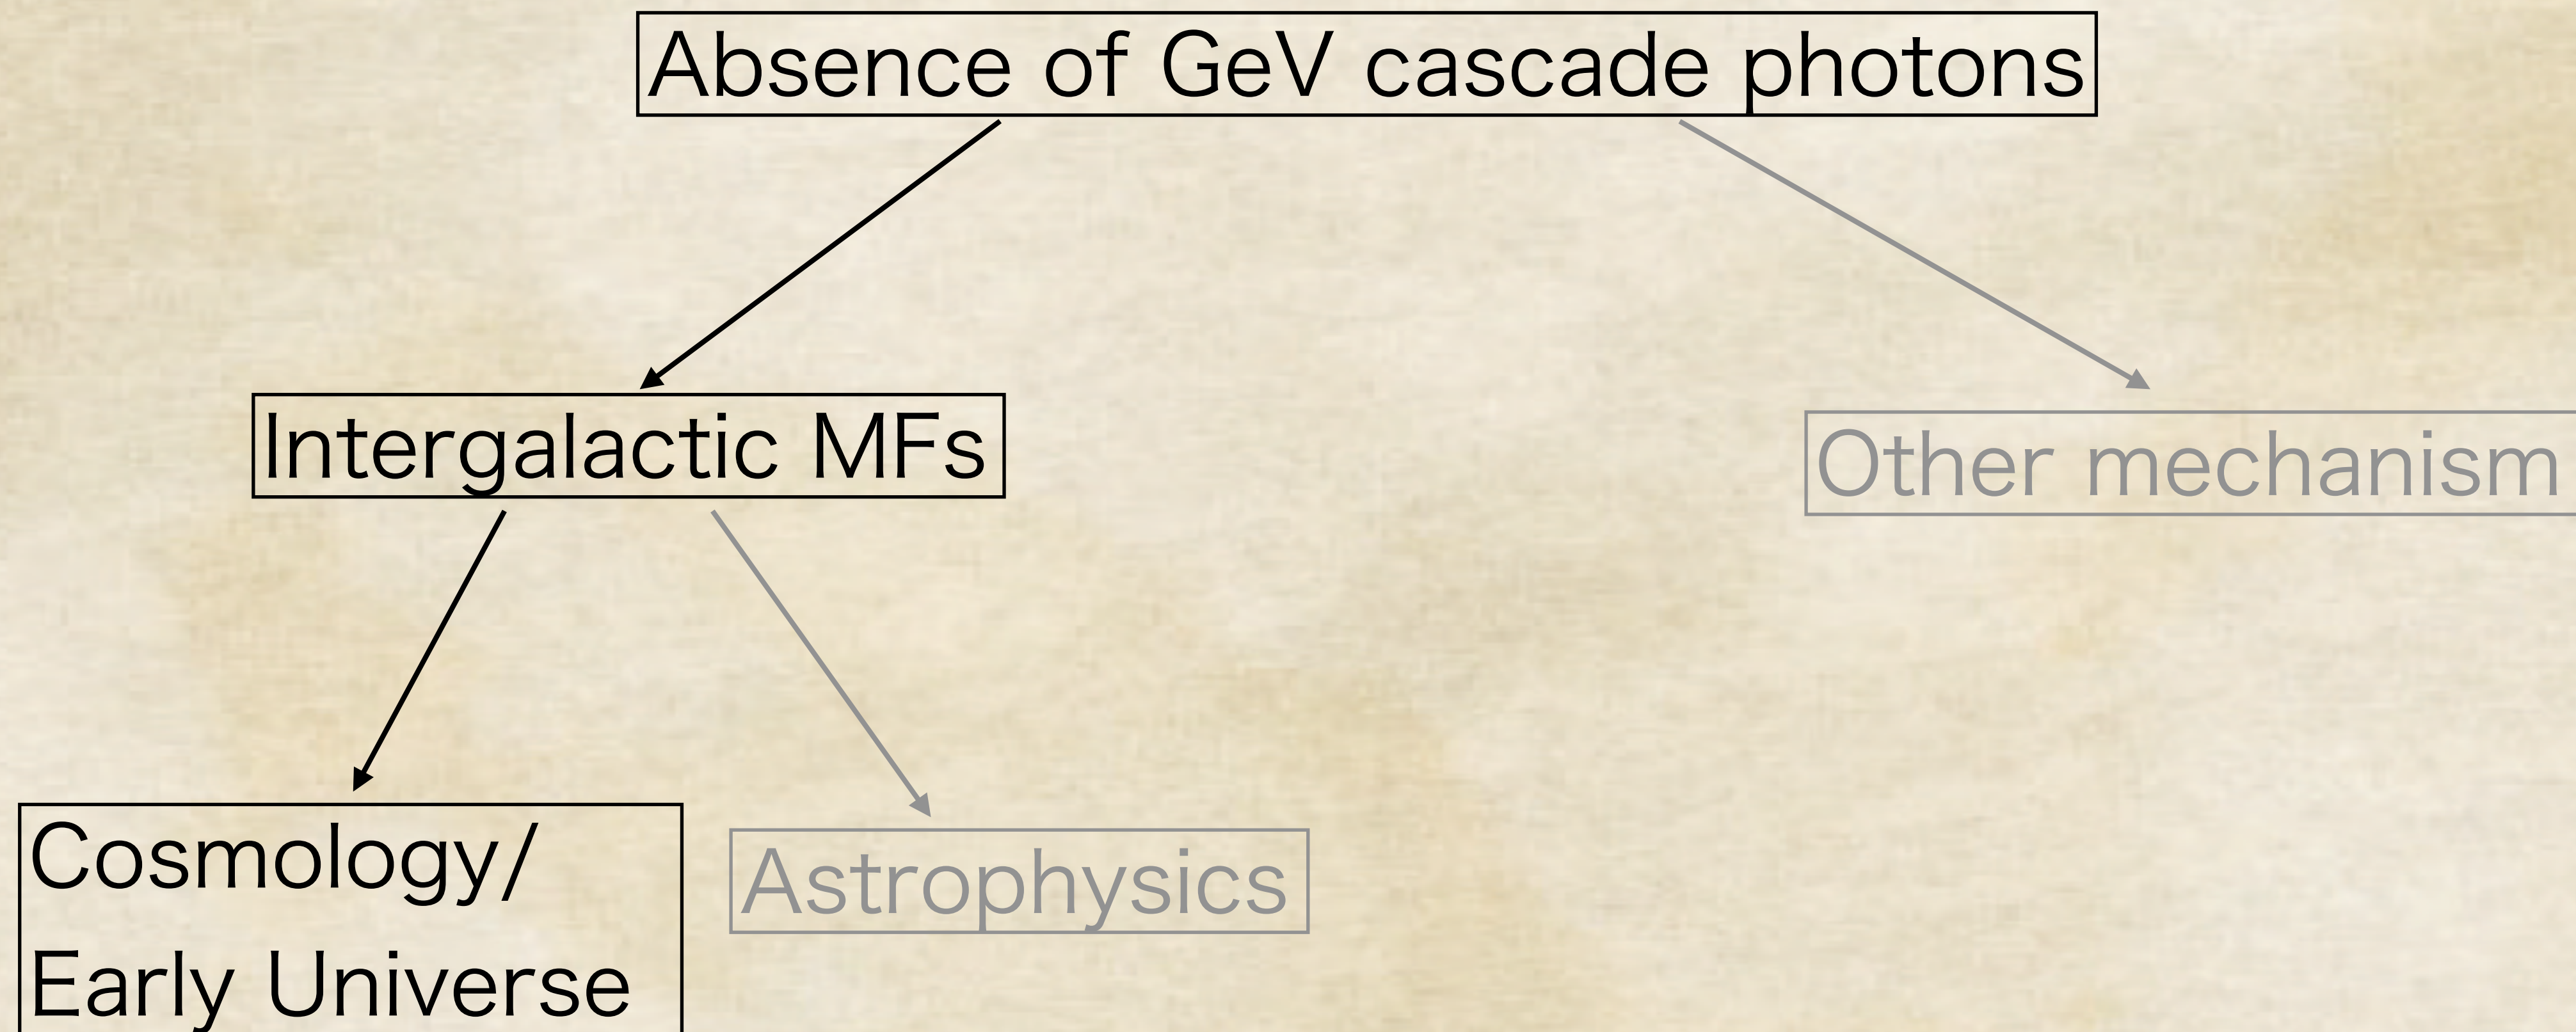 Absence of GeV cascade photons
Intergalactic MFs
Other mechanism
Cosmology/
Early Universe
Astrophysics